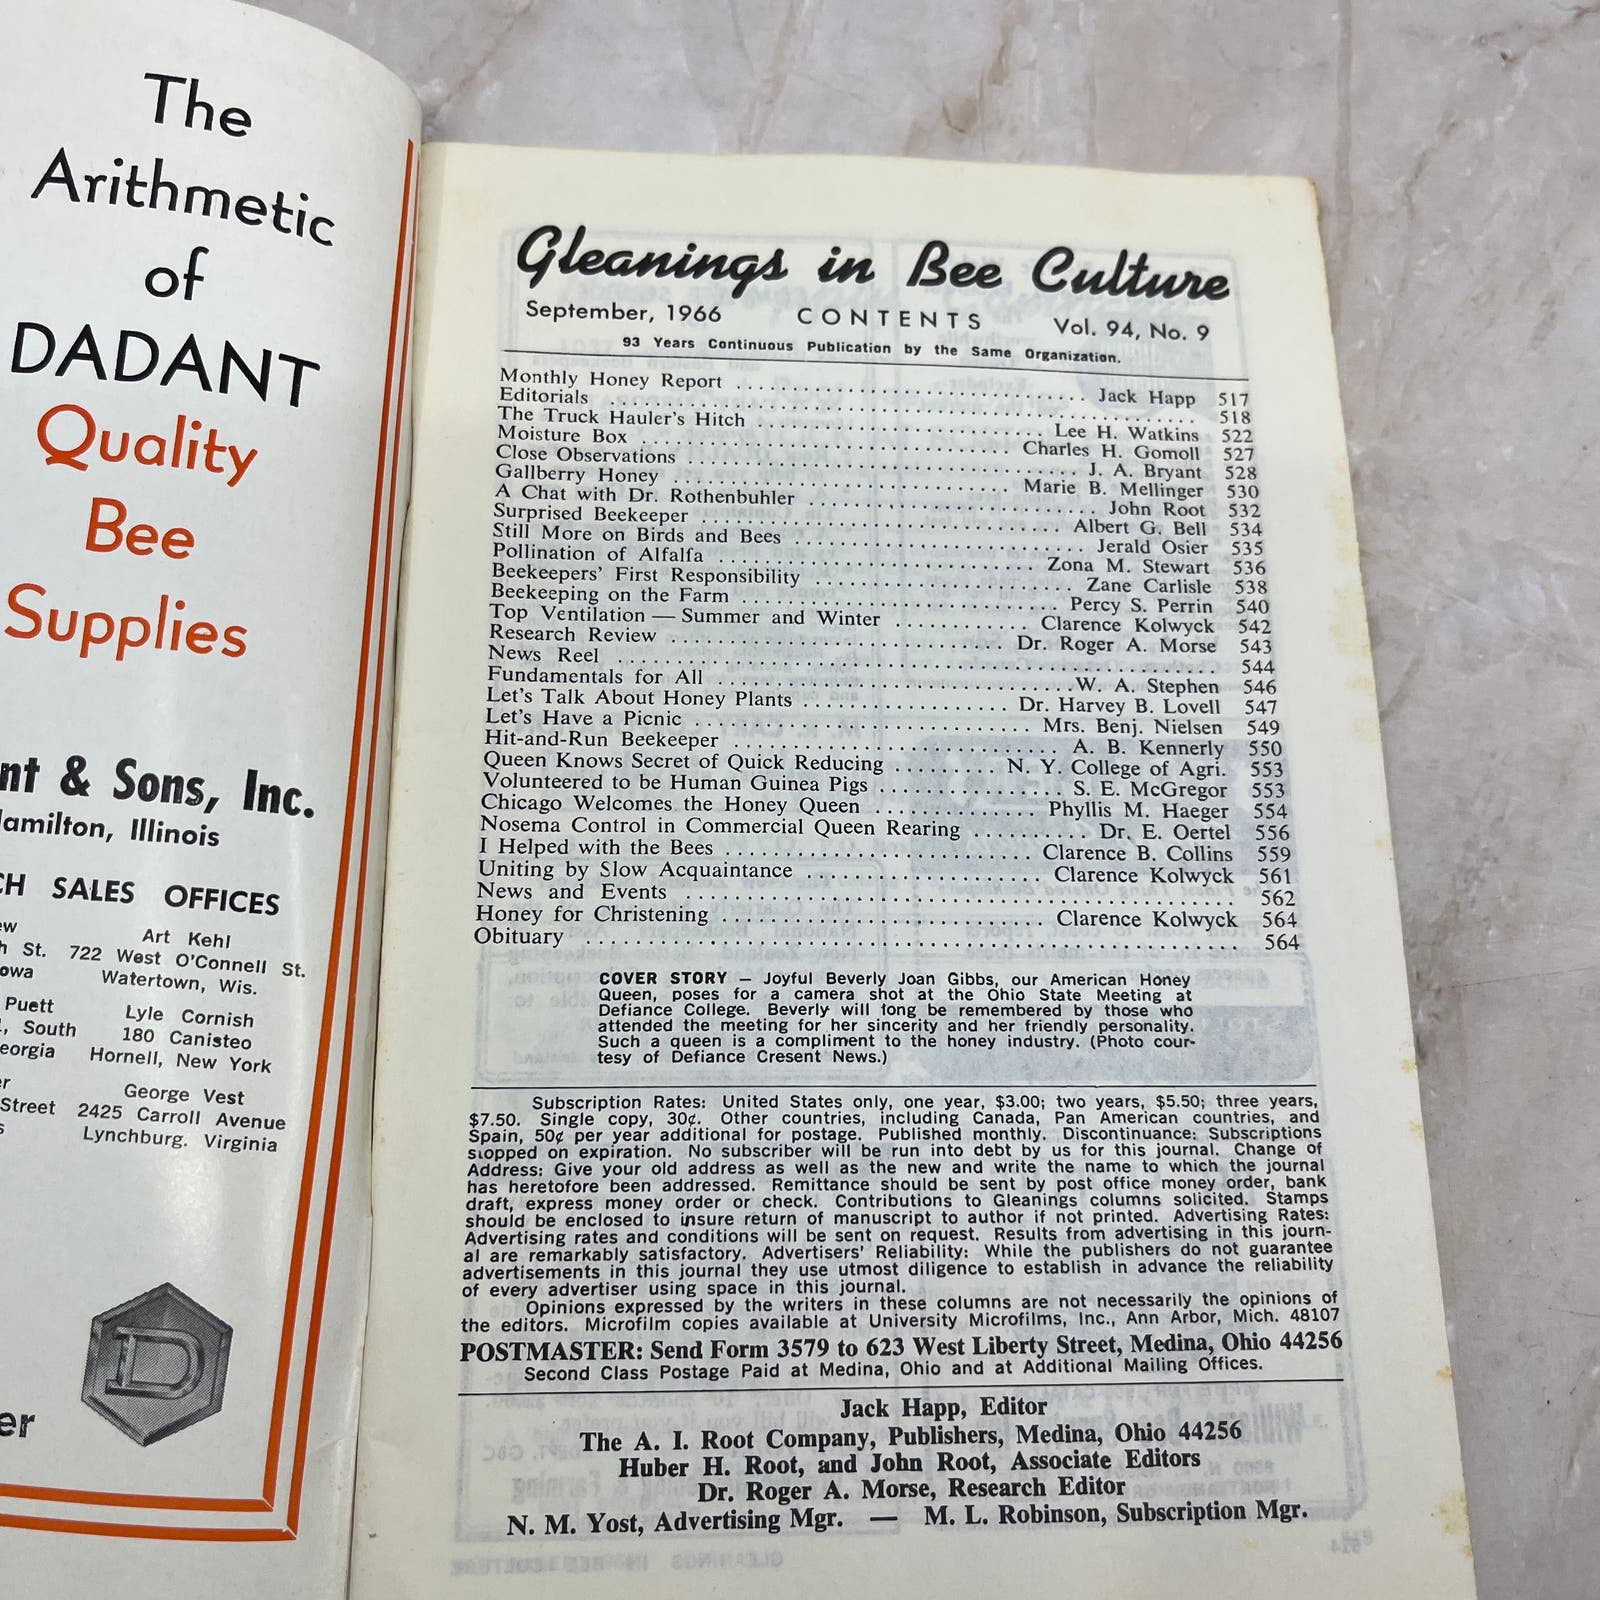 The
Arithmetic
of
DADANT
Quality
Bee
Supplies
& Sons, Inc.
Hamilton, Illinois
SALES OFFICES
Art Kehl
St. 722 West O'Connell St.
Watertown, Wis.
Puett Lyle Cornish
South 180 Canisteo
Georgia Hornell, New York
George Vest
Street 2425 Carroll Avenue
Lynchburg, Virginia
D
Gleanings in Bee Culture
September, 1966 CONTENTS Vol. 94, No. 9
93 Years Continuous Publication by the Same Organization.
Monthly Honey Report .......... Jack Happ 517
Editorials .......... 518
The Truck Hauler's Hitch .......... Lee H. Watkins 522
Moisture Box .......... Charles H. Gomoll 527
Close Observations .......... J. A. Bryant 528
Gallberry Honey .......... Marie B. Mellinger 530
A Chat with Dr. Rothenbuhler .......... John Root 532
Surprised Beekeeper .......... Albert G. Bell 534
Still More on Birds and Bees .......... Jerald Osier 535
Pollination of Alfalfa .......... Zona M. Stewart 536
Beekeepers' First Responsibility .......... Zane Carlisle 538
Beekeeping on the Farm .......... Percy S. Perrin 540
Top Ventilation — Summer and Winter .......... Clarence Kolwyck 542
Research Review .......... Dr. Roger A. Morse 543
News Reel .......... 544
Fundamentals for All .......... W. A. Stephen 546
Let's Talk About Honey Plants .......... Dr. Harvey B. Lovell 547
Let's Have a Picnic .......... Mrs. Benj. Nielsen 549
Hit-and-Run Beekeeper .......... A. B. Kennerly 550
Queen Knows Secret of Quick Reducing .......... N. Y. College of Agri. 553
Volunteered to be Human Guinea Pigs .......... S. E. McGregor 553
Chicago Welcomes the Honey Queen .......... Phyllis M. Haeger 554
Nosema Control in Commercial Queen Rearing .......... Dr. E. Oertel 556
I Helped with the Bees .......... Clarence B. Collins 559
Uniting by Slow Acquaintance .......... Clarence Kolwyck 561
News and Events .......... 562
Honey for Christening .......... Clarence Kolwyck 564
Obituary .......... 564
COVER STORY — Joyful Beverly Joan Gibbs, our American Honey
Queen, poses for a camera shot at the Ohio State Meeting at
Defiance College. Beverly will long be remembered by those who
attended the meeting for her sincerity and her friendly personality.
Such a queen is a compliment to the honey industry. (Photo cour-
tesy of Defiance Cresent News.)
Subscription Rates: United States only, one year, $3.00; two years, $5.50; three years,
$7.50. Single copy, 30¢. Other countries, including Canada, Pan American countries, and
Spain, 50¢ per year additional for postage. Published monthly. Discontinuance: Subscriptions
stopped on expiration. No subscriber will be run into debt by us for this journal. Change of
Address: Give your old address as well as the new and write the name to which the journal
has heretofore been addressed. Remittance should be sent by post office money order, bank
draft, express money order or check. Contributions to Gleanings columns solicited. Stamps
should be enclosed to insure return of manuscript to author if not printed. Advertising Rates:
Advertising rates and conditions will be sent on request. Results from advertising in this journ-
al are remarkably satisfactory. Advertisers' Reliability: While the publishers do not guarantee
advertisements in this journal they use utmost diligence to establish in advance the reliability
of every advertiser using space in this journal.
Opinions expressed by the writers in these columns are not necessarily the opinions of
the editors. Microfilm copies available at University Microfilms, Inc., Ann Arbor, Mich. 48107
POSTMASTER: Send Form 3579 to 623 West Liberty Street, Medina, Ohio 44256
Second Class Postage Paid at Medina, Ohio and at Additional Mailing Offices.
Jack Happ, Editor
The A. I. Root Company, Publishers, Medina, Ohio 44256
Huber H. Root, and John Root, Associate Editors
Dr. Roger A. Morse, Research Editor
N. M. Yost, Advertising Mgr. — M. L. Robinson, Subscription Mgr.